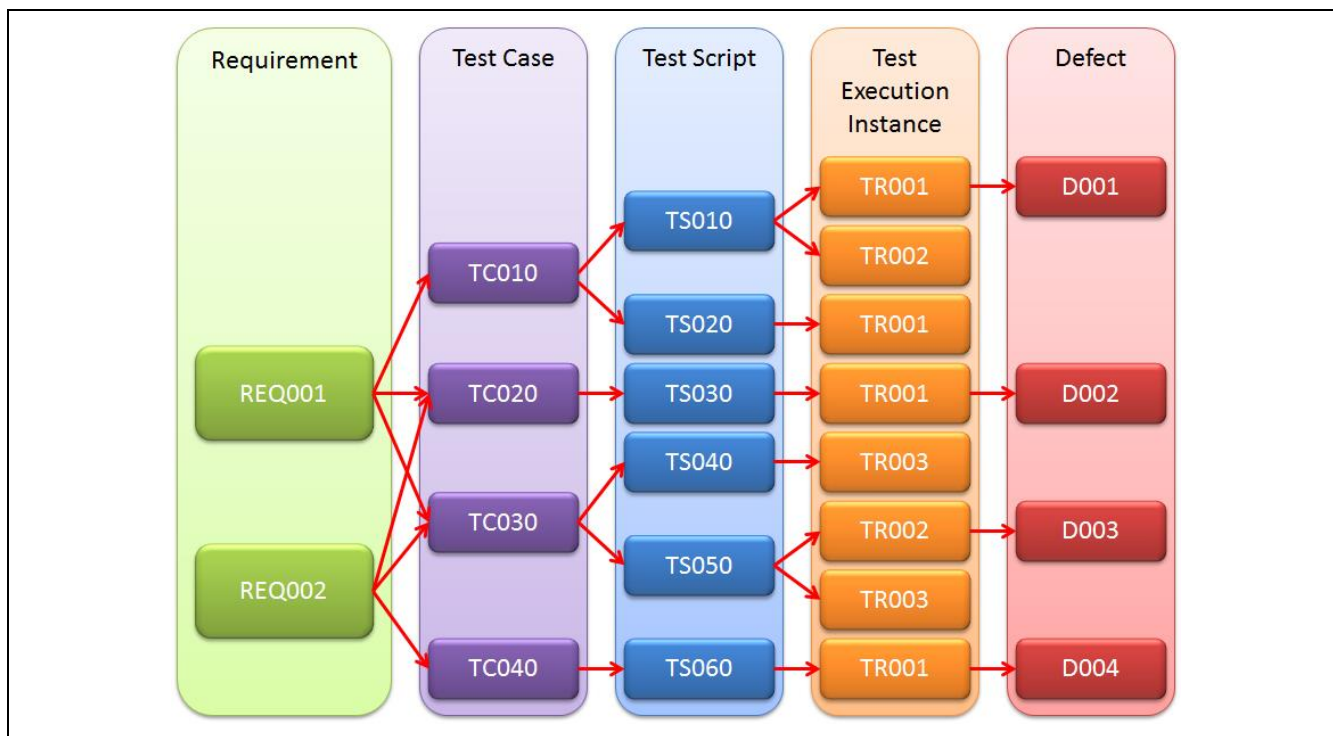 Requirement
Test Case
Test Script
Test
Execution
Instance
Defect
REQ001
REQ002
TC010
TC020
TC030
TC040
TS010
TS020
TS030
TS040
TS050
TS060
TR001
TR002
TR001
TR001
TR003
TR002
TR003
TR001
D001
D002
D003
D004